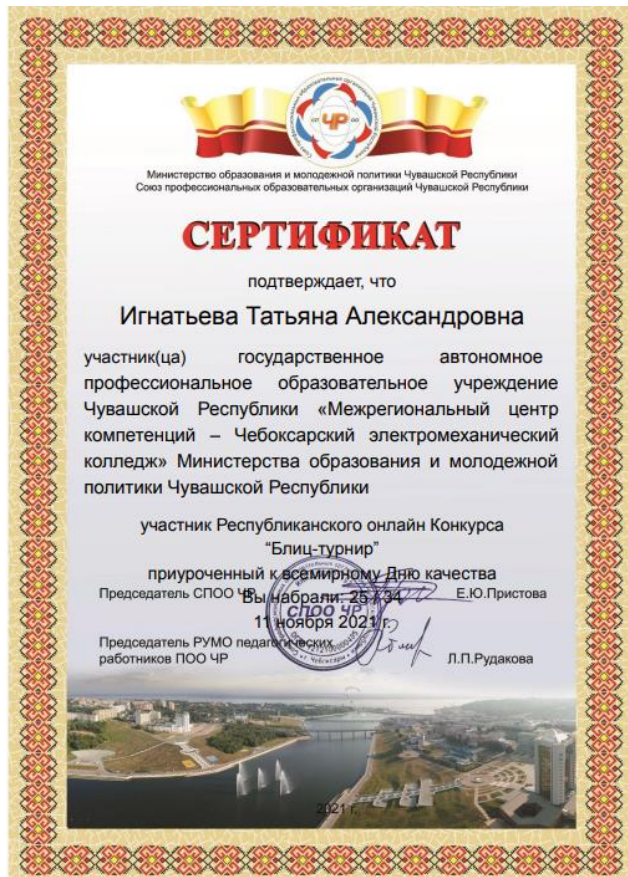 Министерство образования и молодежной политики Чувашской Республики
Союз профессиональных образовательных организаций Чувашской Республики
СЕРТИФИКАТ
подтверждает, что
Игнатьева Татьяна Александровна
участник(ца) государственное автономное
профессиональное образовательное учреждение
Чувашской Республики «Межрегиональный центр
компетенций – Чебоксарский электромеханический
колледж» Министерства образования и молодежной
политики Чувашской Республики
участник Республиканского онлайн Конкурса
“Блиц-турнир”
приуроченный к всемирному Дню качества
Председатель СПОО ЧР Е.Ю.Пристова
Вы набрали: 25 / 34
СПОО ЧР
11 ноября 2021 г.
Председатель РУМО педагогических
работников ПОО ЧР Л.П.Рудакова
2021 г.